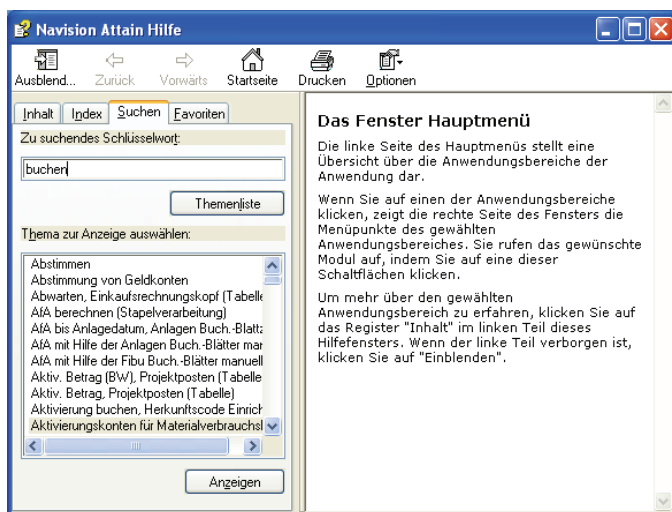 Navision Attain Hilfe
Ausblend... Zurück Vorwärts Startseite Drucken Optionen
Inhalt Index Suchen Favoriten
Zu suchendes Schlüsselwort:
buchen
Themenliste
Thema zur Anzeige auswählen:
Abstimmen
Abstimmung von Geldkonten
Abwarten, Einkaufsrechnungskopf (Tabelle
AfA berechnen (Stapelverarbeitung)
AfA bis Anlagedatum, Anlagen Buch.-Blattz
AfA mit Hilfe der Anlagen Buch.-Blätter mar
AfA mit Hilfe der Fibu Buch.-Blätter manuell
Aktiv. Betrag (BW), Projektposten (Tabelle
Aktiv. Betrag, Projektposten (Tabelle)
Aktivierung buchen, Herkunftscode Einrich
Aktivierungskonten für Materialverbrauchsl
Anzeigen
Das Fenster Hauptmenü
Die linke Seite des Hauptmenüs stellt eine
Übersicht über die Anwendungsbereiche der
Anwendung dar.
Wenn Sie auf einen der Anwendungsbereiche
klicken, zeigt die rechte Seite des Fensters die
Menüpunkte des gewählten
Anwendungsbereiches. Sie rufen das gewünschte
Modul auf, indem Sie auf eine dieser
Schaltflächen klicken.
Um mehr über den gewählten
Anwendungsbereich zu erfahren, klicken Sie auf
das Register "Inhalt" im linken Teil dieses
Hilfefensters. Wenn der linke Teil verborgen ist,
klicken Sie auf "Einblenden".